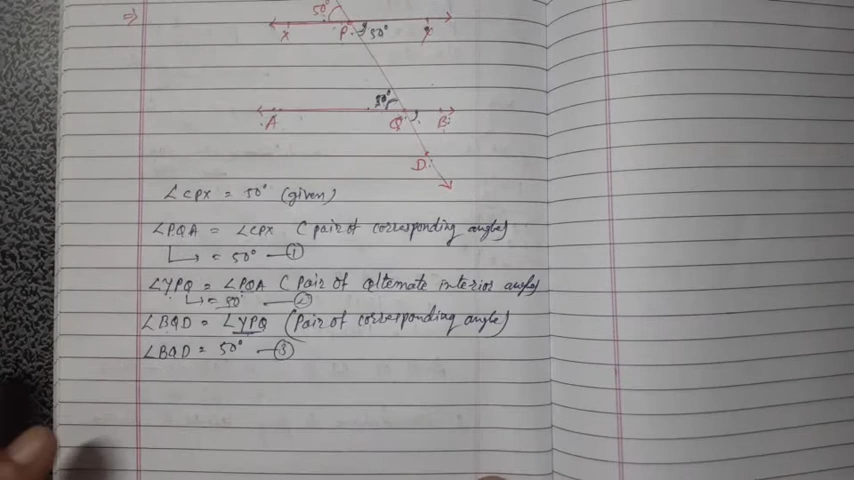 ⇒
50°
X P 50° Y
50°
A Q B
D
∠CPX = 50° (given)
∠PQA = ∠CPX ( pair of corresponding angles)
↳ = 50° — ①
∠YPQ = ∠PQA ( Pair of alternate interior angles)
↳ = 50° — ②
∠BQD = ∠YPQ (Pair of corresponding angle)
∠BQD = 50° — ③